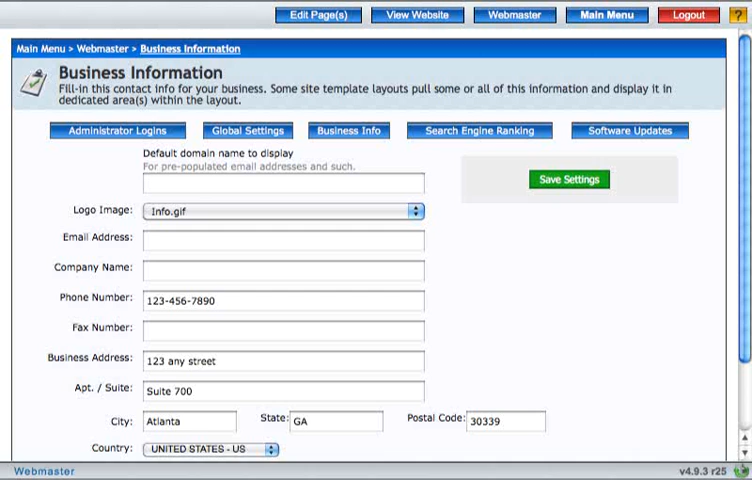 Edit Page(s) View Website Webmaster Main Menu Logout ?
Main Menu > Webmaster > Business Information
Business Information
Fill-in this contact info for your business. Some site template layouts pull some or all of this information and display it in
dedicated area(s) within the layout.
Administrator Logins Global Settings Business Info Search Engine Ranking Software Updates
Default domain name to display
For pre-populated email addresses and such.
Save Settings
Logo Image: Info.gif
Email Address:
Company Name:
Phone Number: 123-456-7890
Fax Number:
Business Address: 123 any street
Apt. / Suite: Suite 700
City: Atlanta State: GA Postal Code: 30339
Country: UNITED STATES - US
Webmaster v4.9.3 r25